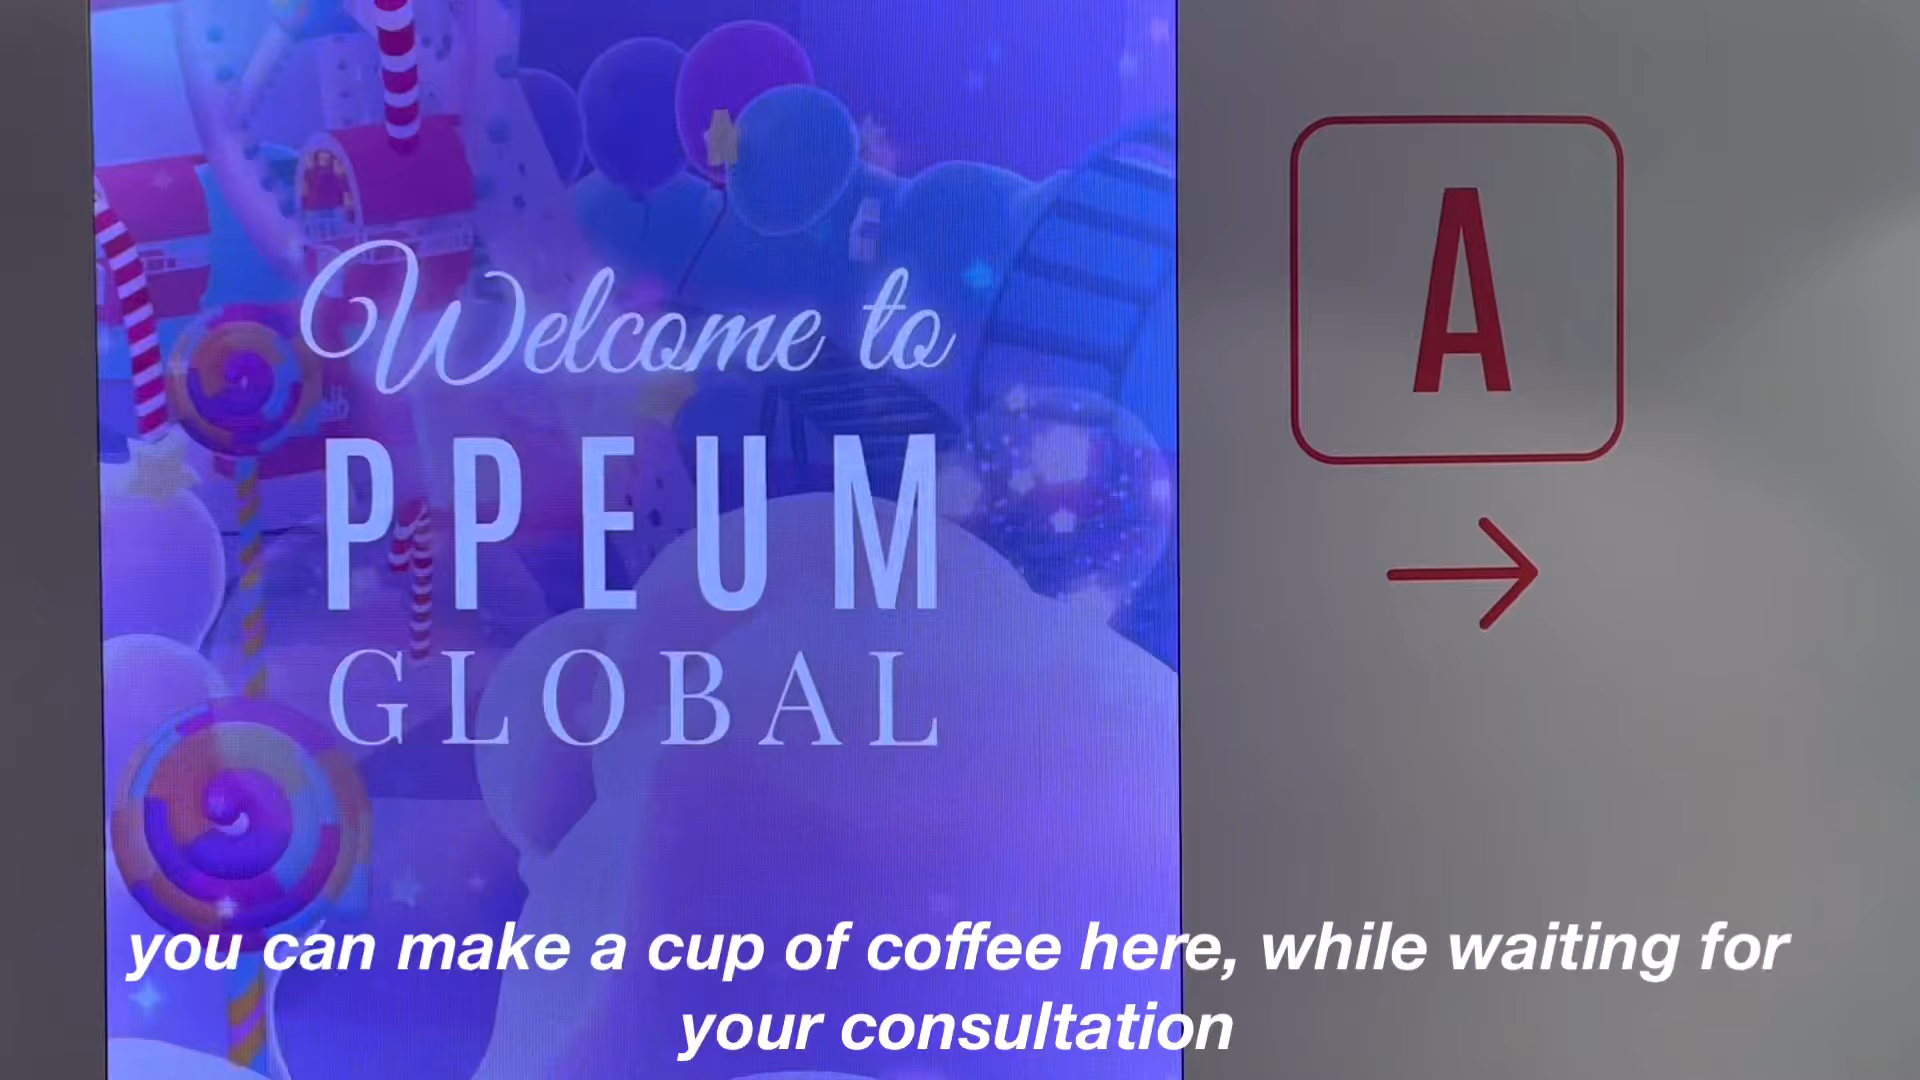 Welcome to
PPEUM
GLOBAL
A
you can make a cup of coffee here, while waiting for
your consultation